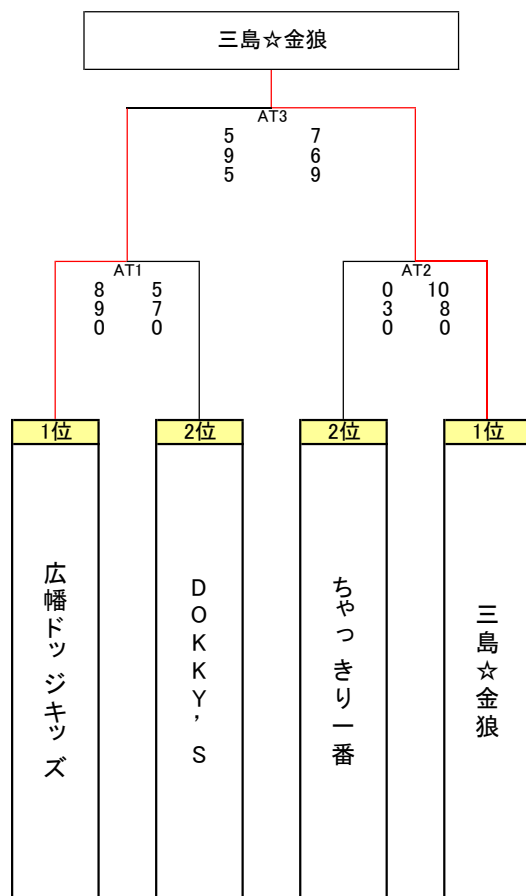 三島☆金狼
AT3
5 7
9 6
5 9
AT1
8 5
9 7
0 0
AT2
0 10
3 8
0 0
1位 2位 2位 1位
広幡ドッジキッズ
DOKKY'S
ちゃっきり一番
三島☆金狼